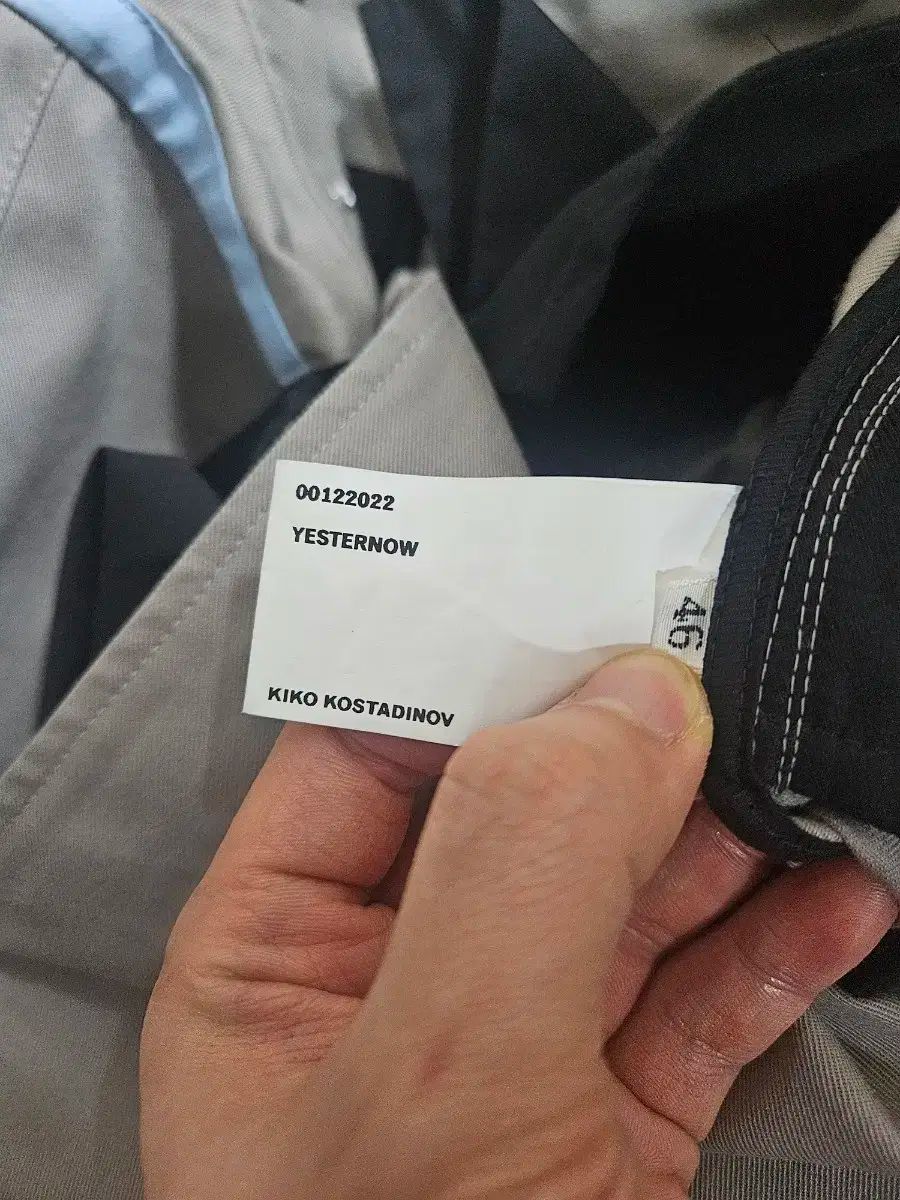 00122022
YESTERNOW
KIKO KOSTADINOV
46